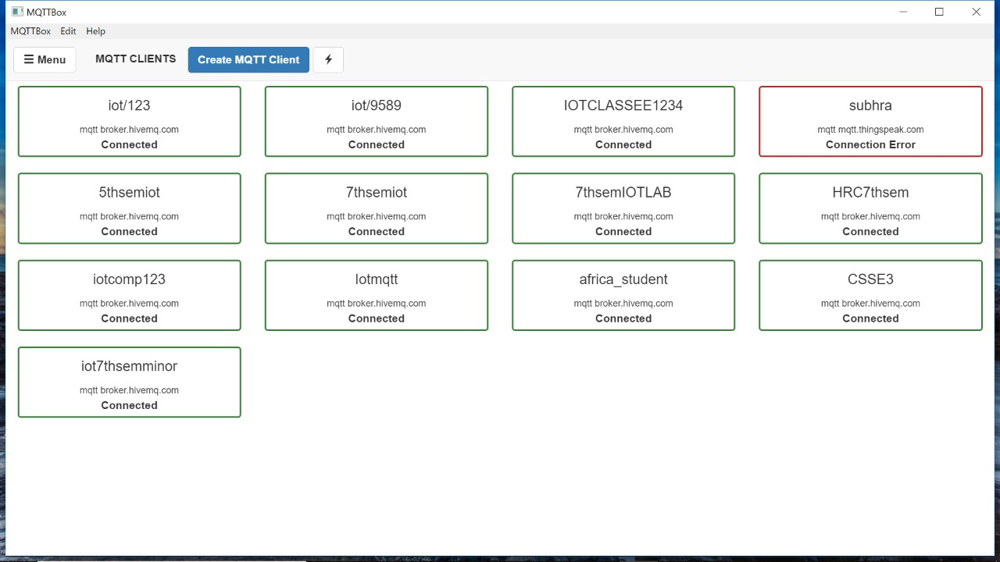 MQTTBox
MQTTBox Edit Help
Menu MQTT CLIENTS Create MQTT Client
iot/123
mqtt broker.hivemq.com
Connected
iot/9589
mqtt broker.hivemq.com
Connected
IOTCLASSEE1234
mqtt broker.hivemq.com
Connected
subhra
mqtt mqtt.thingspeak.com
Connection Error
5thsemiot
mqtt broker.hivemq.com
Connected
7thsemiot
mqtt broker.hivemq.com
Connected
7thsemIOTLAB
mqtt broker.hivemq.com
Connected
HRC7thsem
mqtt broker.hivemq.com
Connected
iotcomp123
mqtt broker.hivemq.com
Connected
Iotmqtt
mqtt broker.hivemq.com
Connected
africa_student
mqtt broker.hivemq.com
Connected
CSSE3
mqtt broker.hivemq.com
Connected
iot7thsemminor
mqtt broker.hivemq.com
Connected